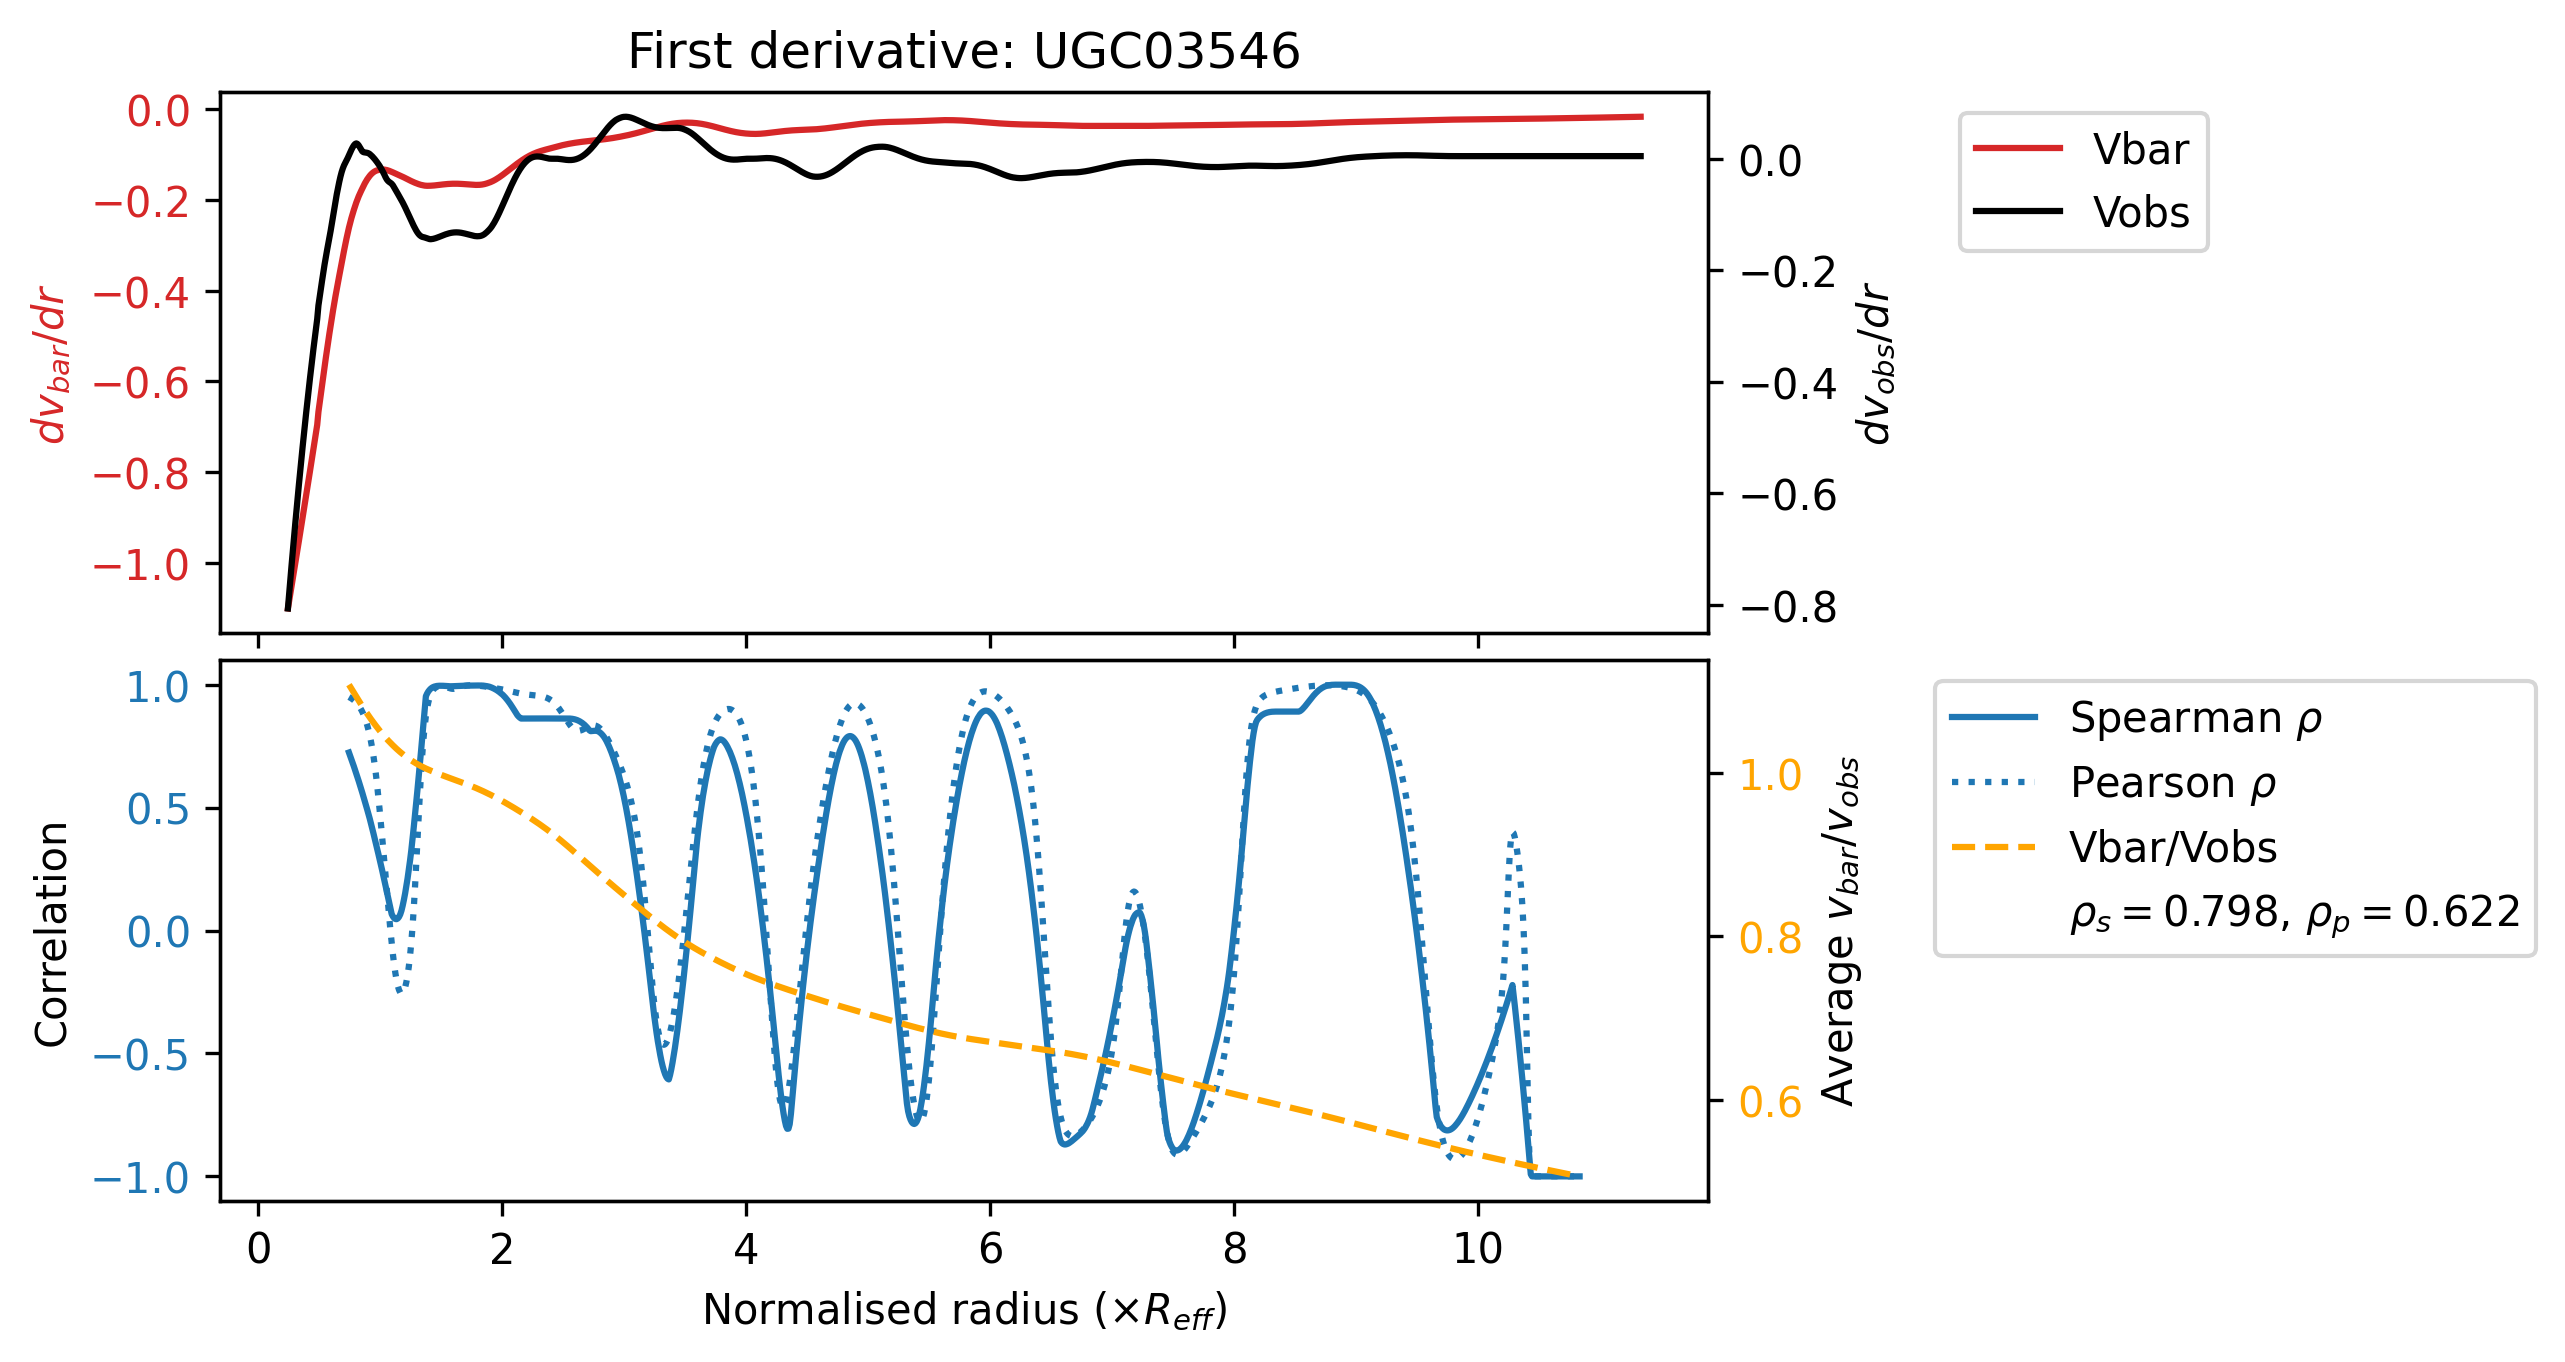 First derivative: UGC03546
0.0
−0.2
−0.4
−0.6
−0.8
−1.0
dv_bar/dr
0.0
−0.2
−0.4
−0.6
−0.8
dv_obs/dr
Vbar
Vobs
1.0
0.5
0.0
−0.5
−1.0
Correlation
1.0
0.8
0.6
Average v_bar/v_obs
Spearman ρ
Pearson ρ
Vbar/Vobs
ρ_s = 0.798, ρ_p = 0.622
0 2 4 6 8 10
Normalised radius (×R_eff)